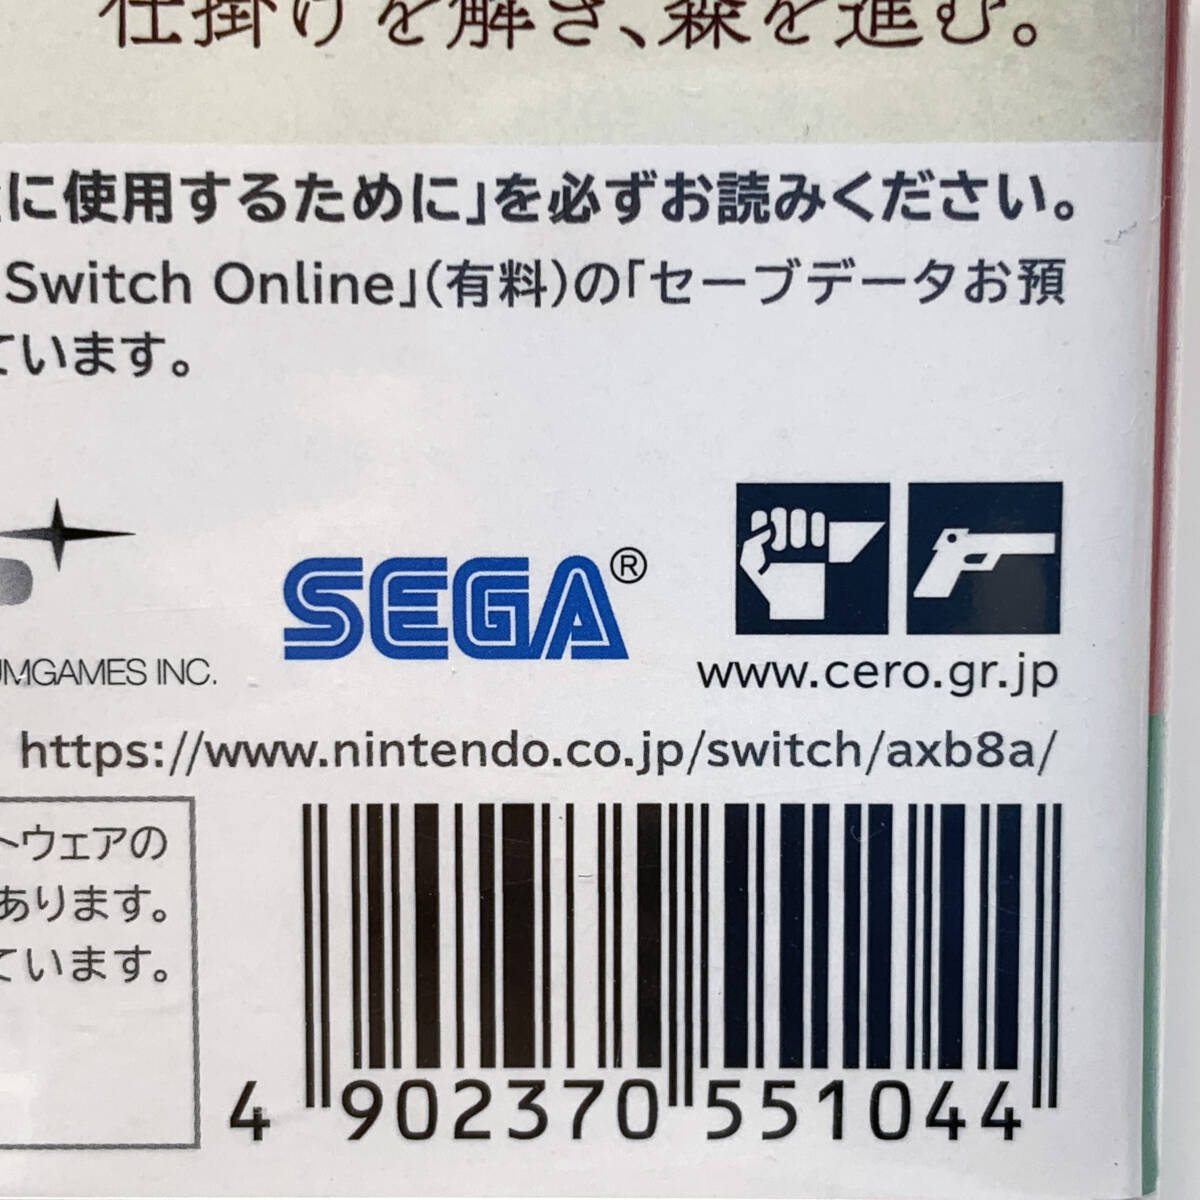 仕掛けを解き、森を進む。
に使用するために」を必ずお読みください。
Switch Online」(有料)の「セーブデータお預
ています。
SEGA®
UMGAMES INC.
www.cero.gr.jp
https://www.nintendo.co.jp/switch/axb8a/
トウェアの
あります。
ています。
4 902370 551044